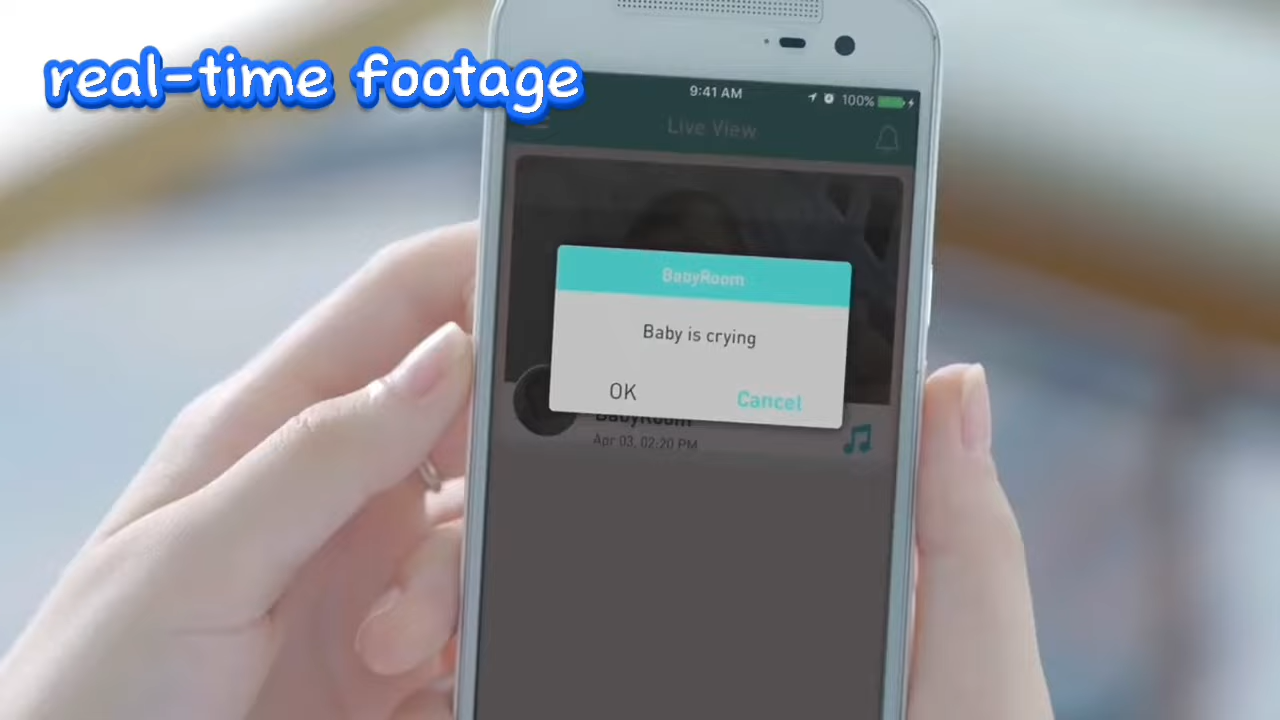 real-time footage
9:41 AM
100%
Live View
BabyRoom
Baby is crying
OK
Cancel
BabyRoom
Apr 03, 02:20 PM